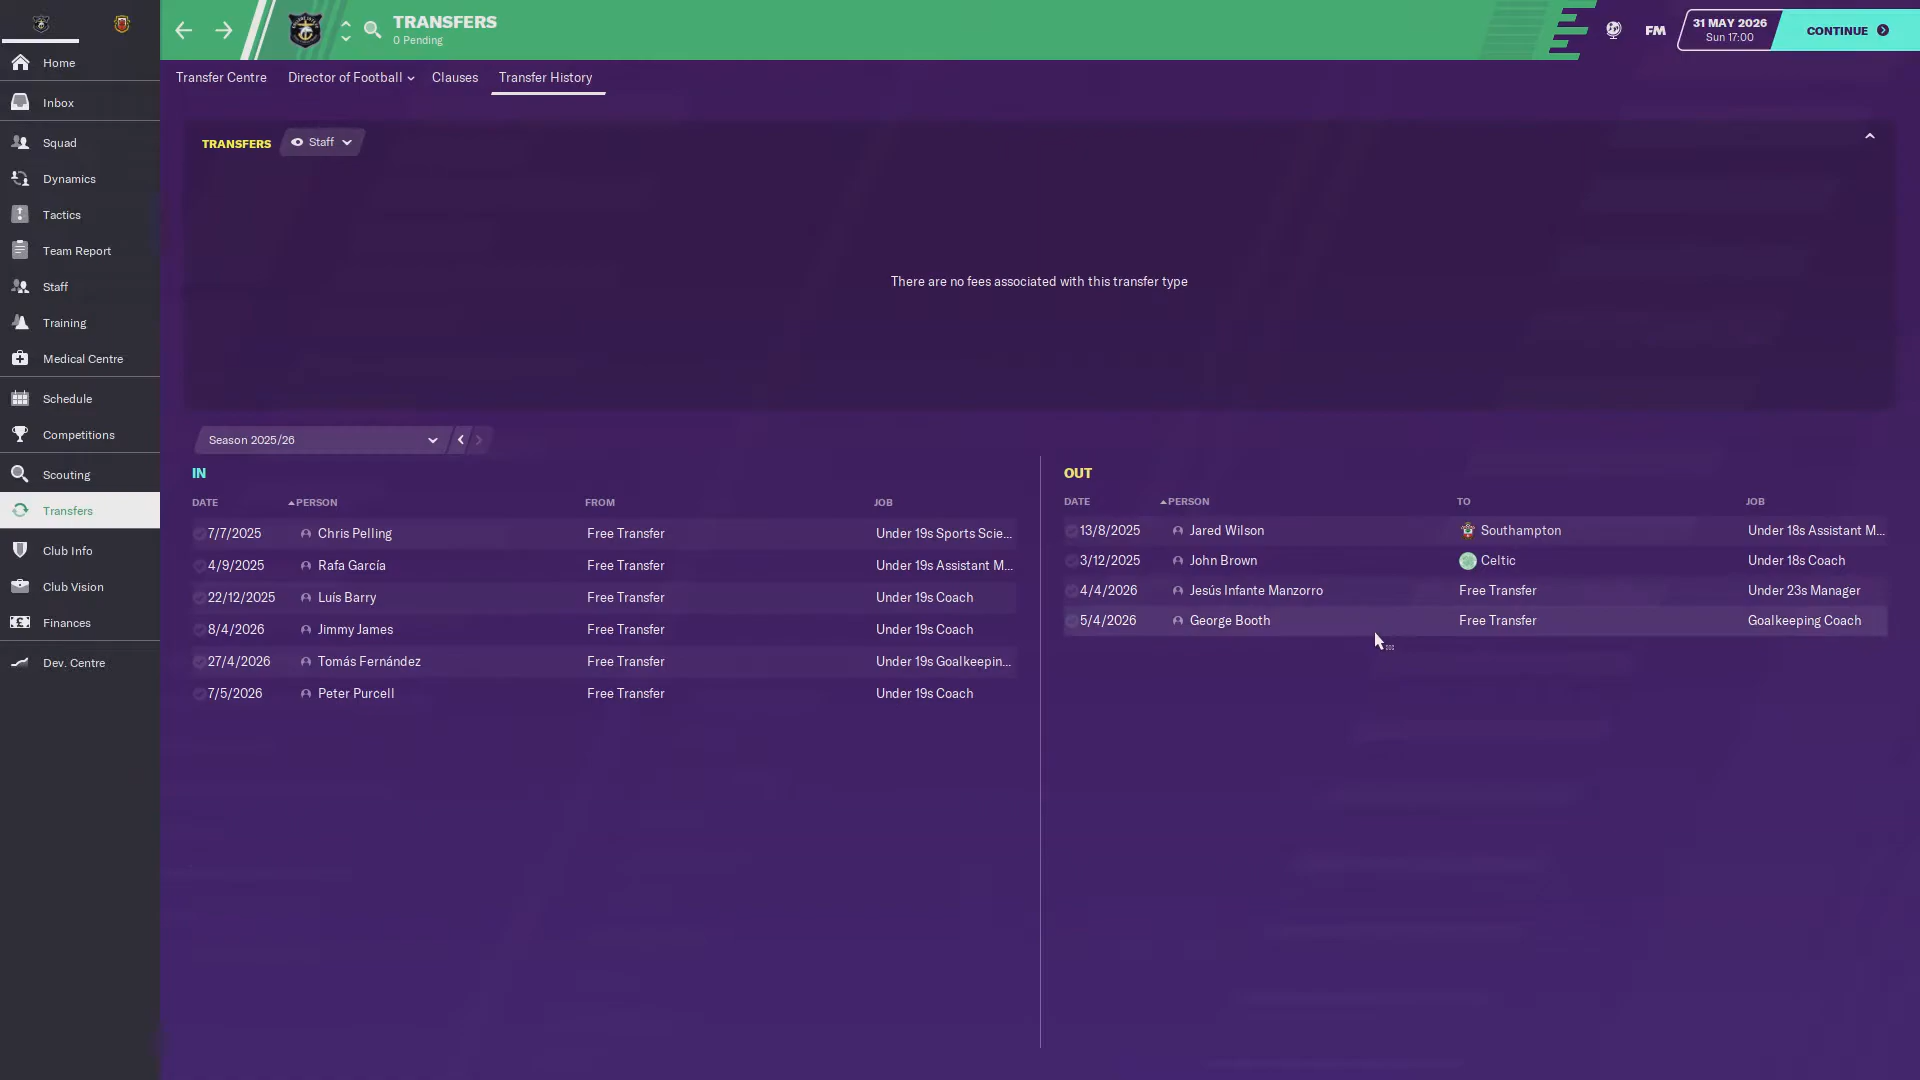 TRANSFERS
0 Pending
FM
31 MAY 2026
Sun 17:00
CONTINUE
Home
Inbox
Squad
Dynamics
Tactics
Team Report
Staff
Training
Medical Centre
Schedule
Competitions
Scouting
Transfers
Club Info
Club Vision
Finances
Dev. Centre
Transfer Centre Director of Football Clauses Transfer History
TRANSFERS Staff
There are no fees associated with this transfer type
Season 2025/26
IN
DATE PERSON FROM JOB
7/7/2025 Chris Pelling Free Transfer Under 19s Sports Scie...
4/9/2025 Rafa García Free Transfer Under 19s Assistant M...
22/12/2025 Luís Barry Free Transfer Under 19s Coach
8/4/2026 Jimmy James Free Transfer Under 19s Coach
27/4/2026 Tomás Fernández Free Transfer Under 19s Goalkeepin...
7/5/2026 Peter Purcell Free Transfer Under 19s Coach
OUT
DATE PERSON TO JOB
13/8/2025 Jared Wilson Southampton Under 18s Assistant M...
3/12/2025 John Brown Celtic Under 18s Coach
4/4/2026 Jesús Infante Manzorro Free Transfer Under 23s Manager
5/4/2026 George Booth Free Transfer Goalkeeping Coach